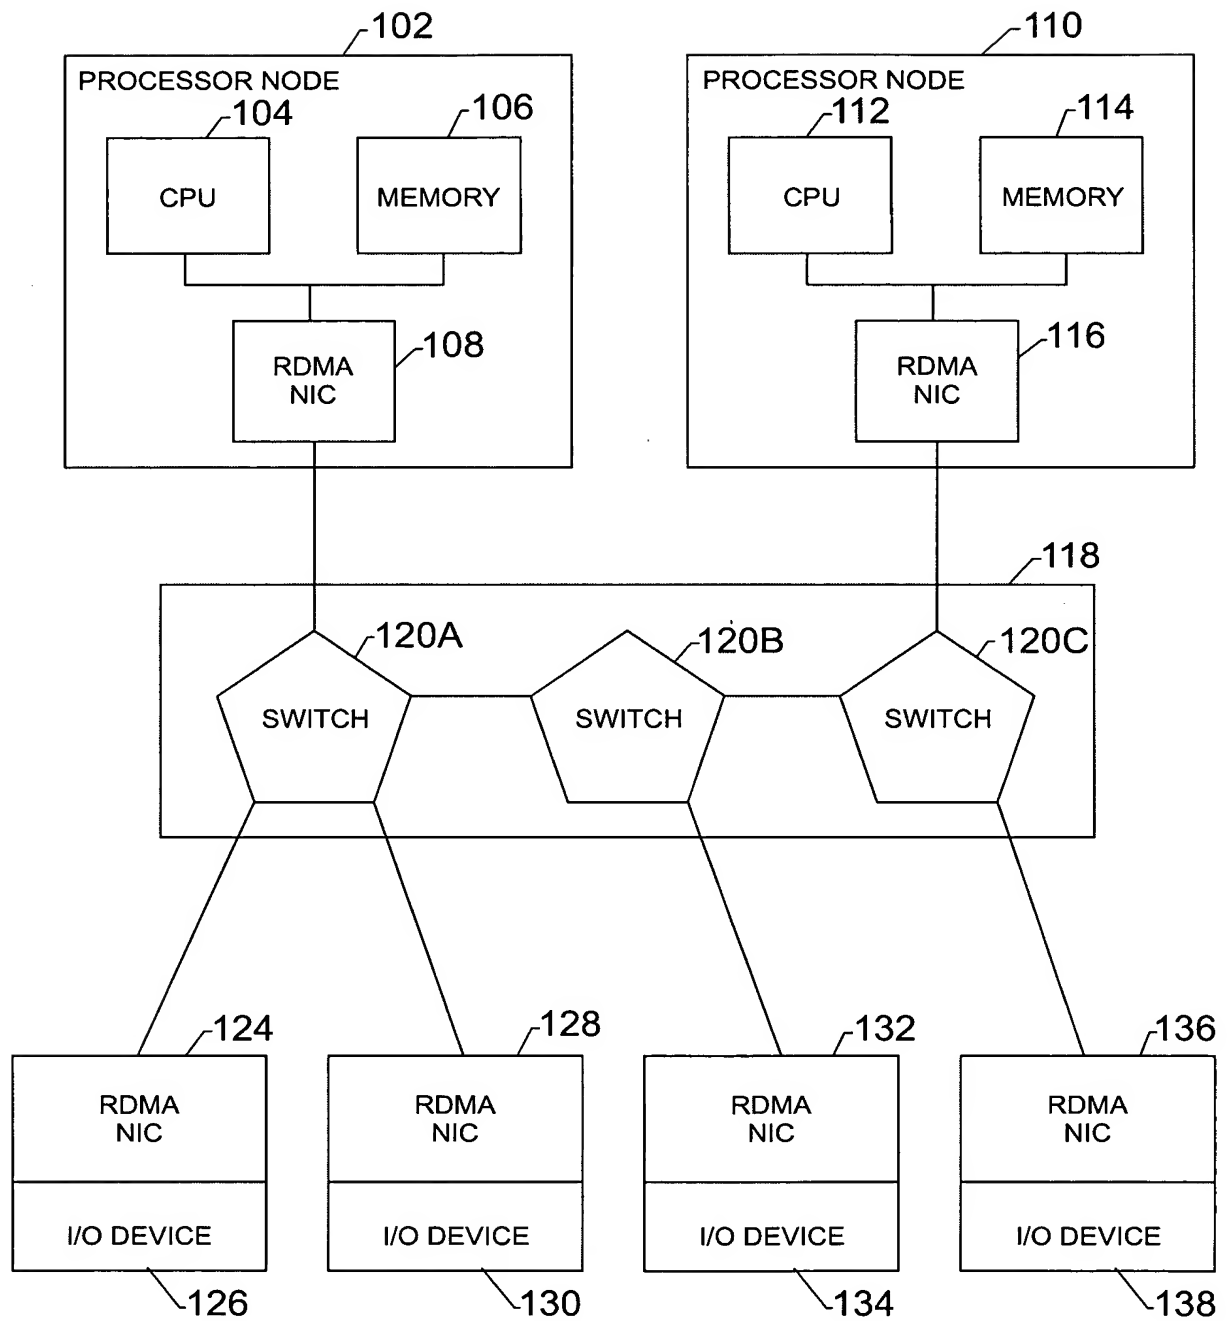 102
110
PROCESSOR NODE
PROCESSOR NODE
104
106
112
114
CPU
MEMORY
CPU
MEMORY
108
116
RDMA
NIC
RDMA
NIC
118
120A
120B
120C
SWITCH
SWITCH
SWITCH
124
128
132
136
RDMA
NIC
RDMA
NIC
RDMA
NIC
RDMA
NIC
I/O DEVICE
I/O DEVICE
I/O DEVICE
I/O DEVICE
126
130
134
138